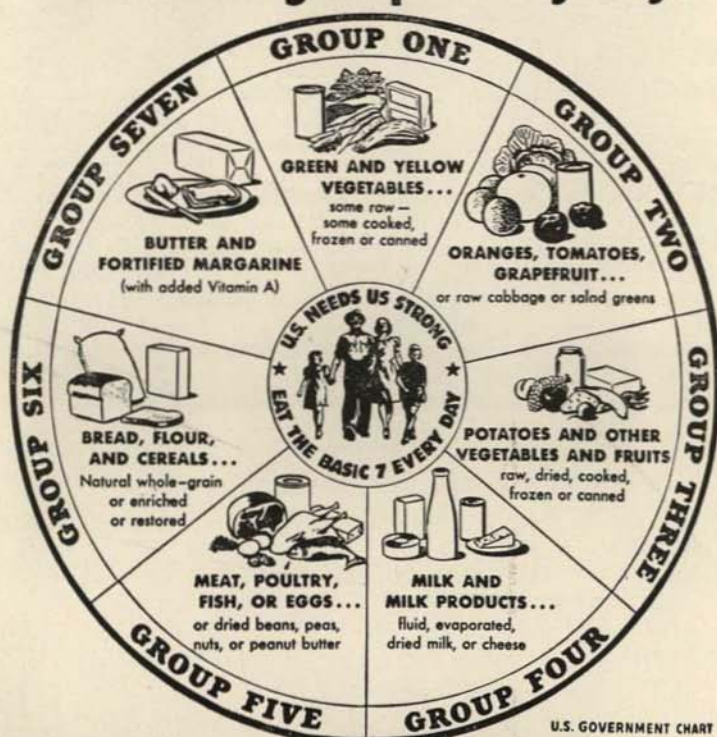 GROUP ONE
GREEN AND YELLOW
VEGETABLES...
some raw—
some cooked,
frozen or canned
GROUP TWO
ORANGES, TOMATOES,
GRAPEFRUIT...
or raw cabbage or salad greens
GROUP THREE
POTATOES AND OTHER
VEGETABLES AND FRUITS
raw, dried, cooked,
frozen or canned
GROUP FOUR
MILK AND
MILK PRODUCTS...
fluid, evaporated,
dried milk, or cheese
GROUP FIVE
MEAT, POULTRY,
FISH, OR EGGS...
or dried beans, peas,
nuts, or peanut butter
GROUP SIX
BREAD, FLOUR,
AND CEREALS...
Natural whole-grain
or enriched
or restored
GROUP SEVEN
BUTTER AND
FORTIFIED MARGARINE
(with added Vitamin A)
U.S. NEEDS US STRONG
EAT THE BASIC 7 EVERY DAY
U.S. GOVERNMENT CHART